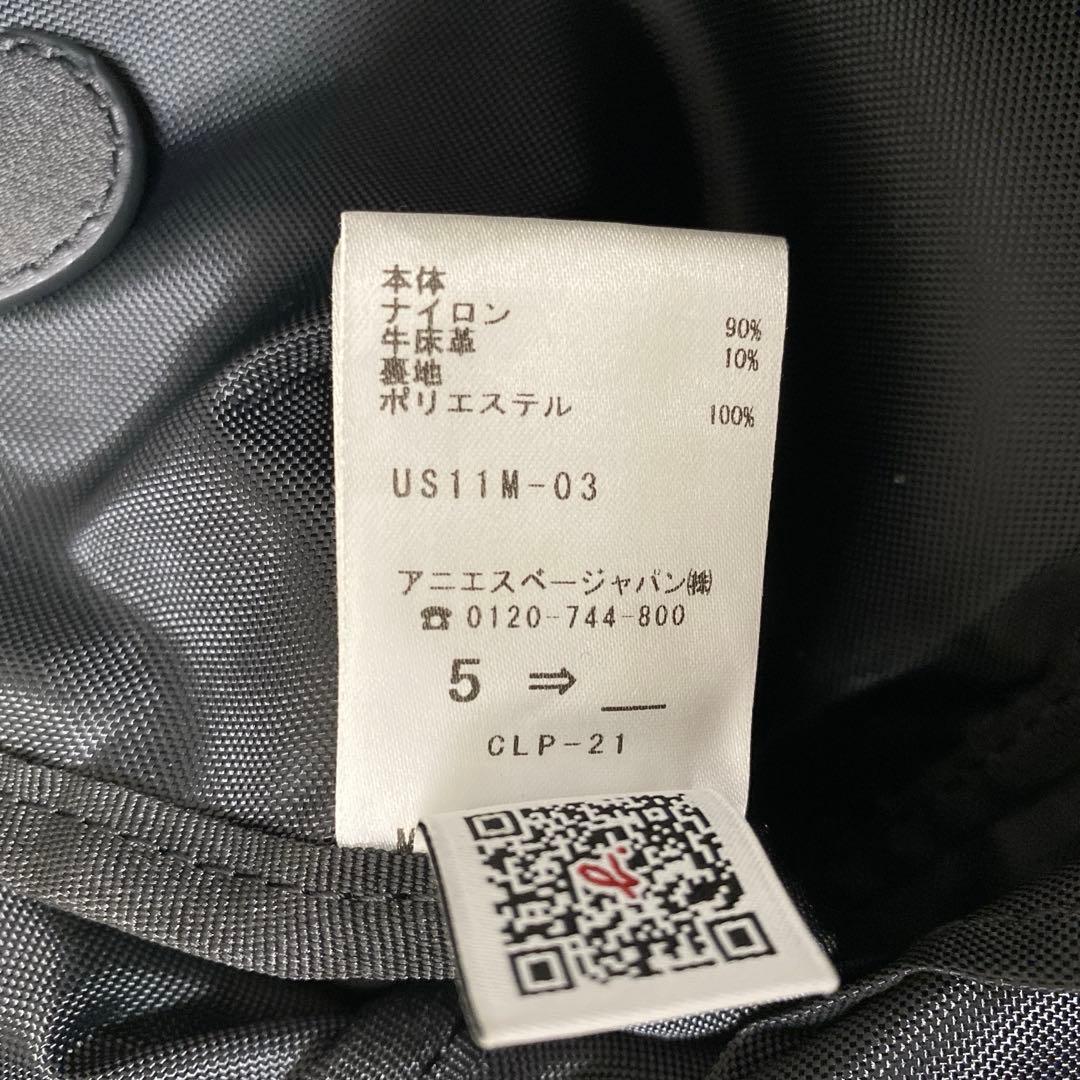 本体
ナイロン 90%
牛床革 10%
裏地
ポリエステル 100%
US11M-03
アニエスベージャパン㈱
☎0120-744-800
5 ⇒ __
CLP-21
M